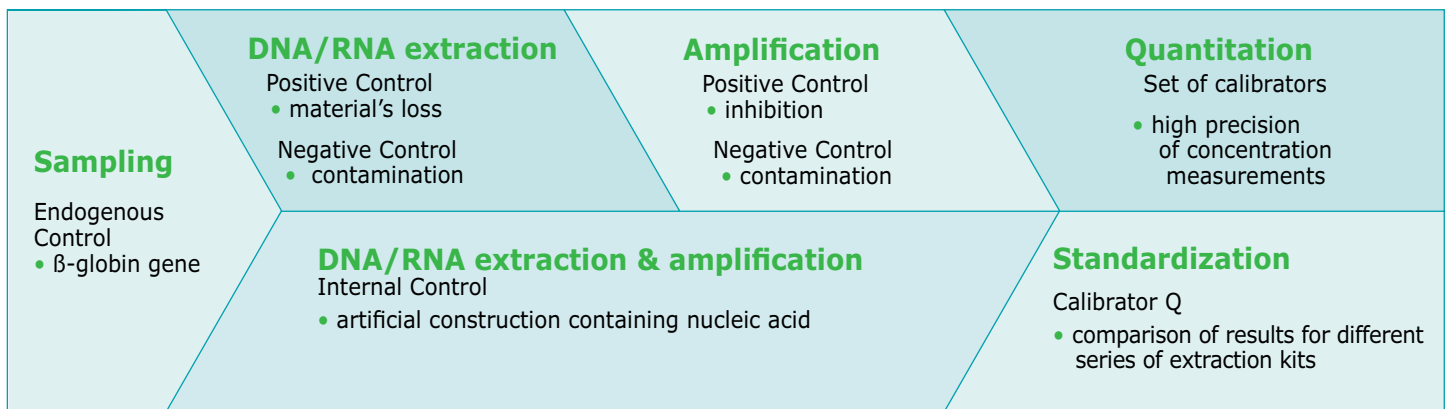 Sampling
Endogenous
Control
• ß-globin gene
DNA/RNA extraction
Positive Control
• material’s loss
Negative Control
• contamination
Amplification
Positive Control
• inhibition
Negative Control
• contamination
Quantitation
Set of calibrators
• high precision
of concentration
measurements
DNA/RNA extraction & amplification
Internal Control
• artificial construction containing nucleic acid
Standardization
Calibrator Q
• comparison of results for different
series of extraction kits